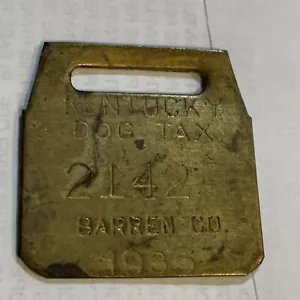 KENTUCKY
DOG TAX
2142
BARREN CO.
1935